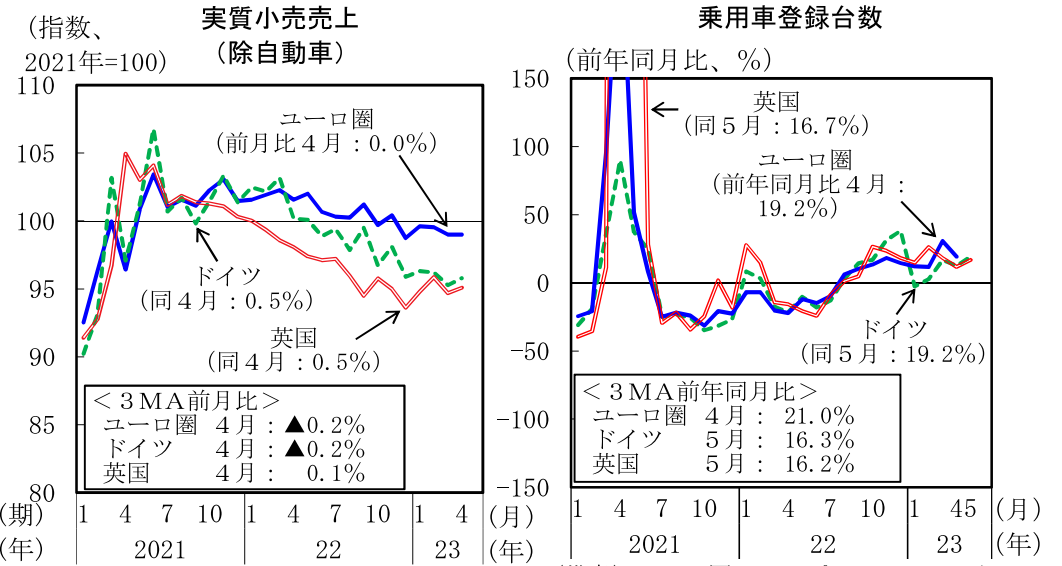 実質小売売上
（除自動車）
（指数、
2021年=100）
110
105
100
95
90
85
80
ユーロ圏
（前月比４月：0.0%）
ドイツ
（同４月：0.5%）
英国
（同４月：0.5%）
＜３ＭＡ前月比＞
ユーロ圏 ４月：▲0.2%
ドイツ ４月：▲0.2%
英国 ４月： 0.1%
（期） 1 4 7 10 1 4 7 10 1 4 （月）
（年） 2021 22 23 （年）
乗用車登録台数
（前年同月比、％）
150
100
50
0
−50
−100
−150
英国
（同５月：16.7%）
ユーロ圏
（前年同月比４月：
19.2%）
ドイツ
（同５月：19.2%）
＜３ＭＡ前年同月比＞
ユーロ圏 ４月： 21.0%
ドイツ ５月： 16.3%
英国 ５月： 16.2%
1 4 7 10 1 4 7 10 1 45 （月）
2021 22 23 （年）